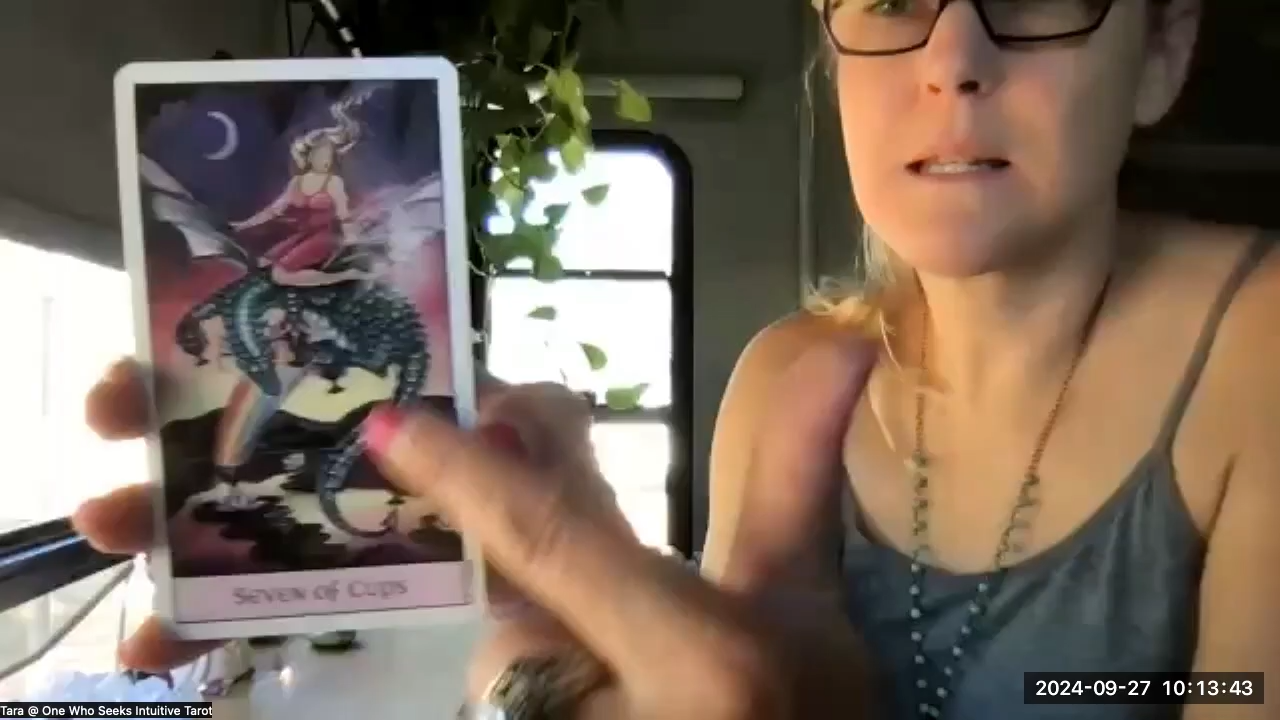 Seven of Cups
Tara @ One Who Seeks Intuitive Tarot
2024-09-27 10:13:43